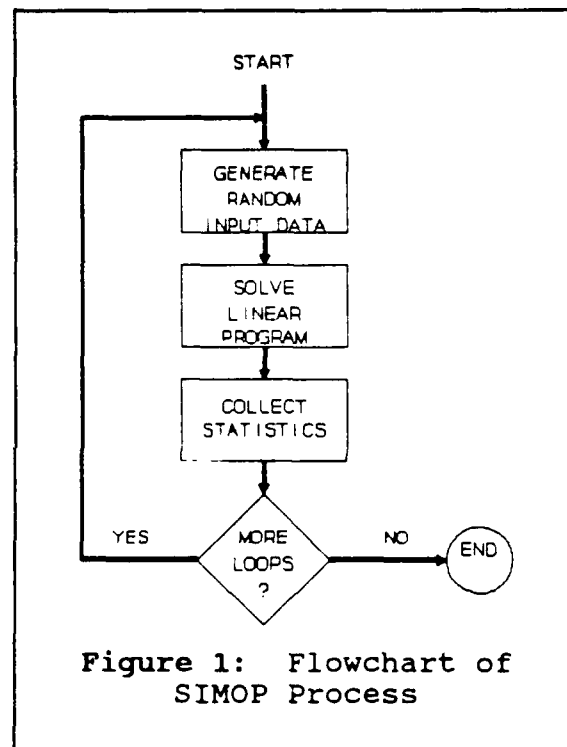 START
GENERATE
RANDOM
INPUT DATA
SOLVE
LINEAR
PROGRAM
COLLECT
STATISTICS
YES
MORE
LOOPS
?
NO
END
Figure 1: Flowchart of
SIMOP Process